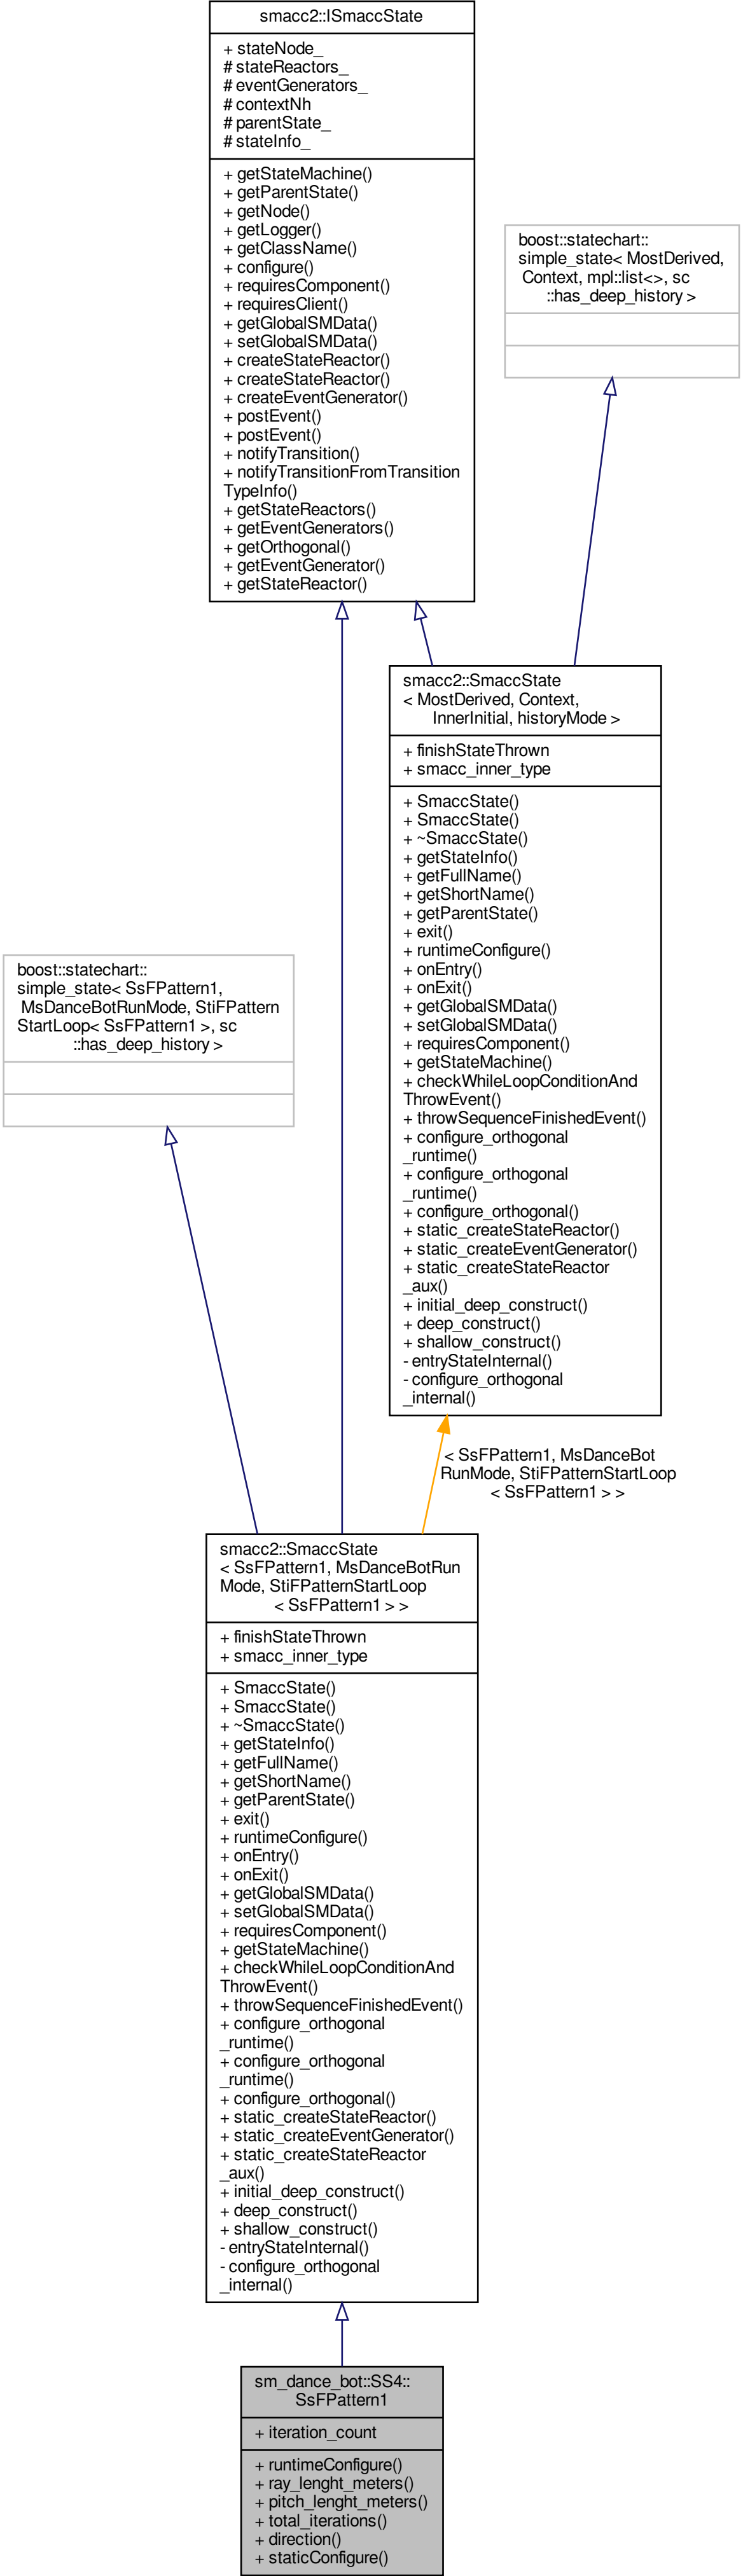 smacc2::ISmaccState
+ stateNode_
# stateReactors_
# eventGenerators_
# contextNh
# parentState_
# stateInfo_
+ getStateMachine()
+ getParentState()
+ getNode()
+ getLogger()
+ getClassName()
+ configure()
+ requiresComponent()
+ requiresClient()
+ getGlobalSMData()
+ setGlobalSMData()
+ createStateReactor()
+ createStateReactor()
+ createEventGenerator()
+ postEvent()
+ postEvent()
+ notifyTransition()
+ notifyTransitionFromTransition
TypeInfo()
+ getStateReactors()
+ getEventGenerators()
+ getOrthogonal()
+ getEventGenerator()
+ getStateReactor()
boost::statechart::
simple_state< MostDerived,
Context, mpl::list<>, sc
::has_deep_history >
smacc2::SmaccState
< MostDerived, Context,
InnerInitial, historyMode >
+ finishStateThrown
+ smacc_inner_type
+ SmaccState()
+ SmaccState()
+ ~SmaccState()
+ getStateInfo()
+ getFullName()
+ getShortName()
+ getParentState()
+ exit()
+ runtimeConfigure()
+ onEntry()
+ onExit()
+ getGlobalSMData()
+ setGlobalSMData()
+ requiresComponent()
+ getStateMachine()
+ checkWhileLoopConditionAnd
ThrowEvent()
+ throwSequenceFinishedEvent()
+ configure_orthogonal
_runtime()
+ configure_orthogonal
_runtime()
+ configure_orthogonal()
+ static_createStateReactor()
+ static_createEventGenerator()
+ static_createStateReactor
_aux()
+ initial_deep_construct()
+ deep_construct()
+ shallow_construct()
- entryStateInternal()
- configure_orthogonal
_internal()
boost::statechart::
simple_state< SsFPattern1,
MsDanceBotRunMode, StiFPattern
StartLoop< SsFPattern1 >, sc
::has_deep_history >
< SsFPattern1, MsDanceBot
RunMode, StiFPatternStartLoop
< SsFPattern1 > >
smacc2::SmaccState
< SsFPattern1, MsDanceBotRun
Mode, StiFPatternStartLoop
< SsFPattern1 > >
+ finishStateThrown
+ smacc_inner_type
+ SmaccState()
+ SmaccState()
+ ~SmaccState()
+ getStateInfo()
+ getFullName()
+ getShortName()
+ getParentState()
+ exit()
+ runtimeConfigure()
+ onEntry()
+ onExit()
+ getGlobalSMData()
+ setGlobalSMData()
+ requiresComponent()
+ getStateMachine()
+ checkWhileLoopConditionAnd
ThrowEvent()
+ throwSequenceFinishedEvent()
+ configure_orthogonal
_runtime()
+ configure_orthogonal
_runtime()
+ configure_orthogonal()
+ static_createStateReactor()
+ static_createEventGenerator()
+ static_createStateReactor
_aux()
+ initial_deep_construct()
+ deep_construct()
+ shallow_construct()
- entryStateInternal()
- configure_orthogonal
_internal()
sm_dance_bot::SS4::
SsFPattern1
+ iteration_count
+ runtimeConfigure()
+ ray_lenght_meters()
+ pitch_lenght_meters()
+ total_iterations()
+ direction()
+ staticConfigure()